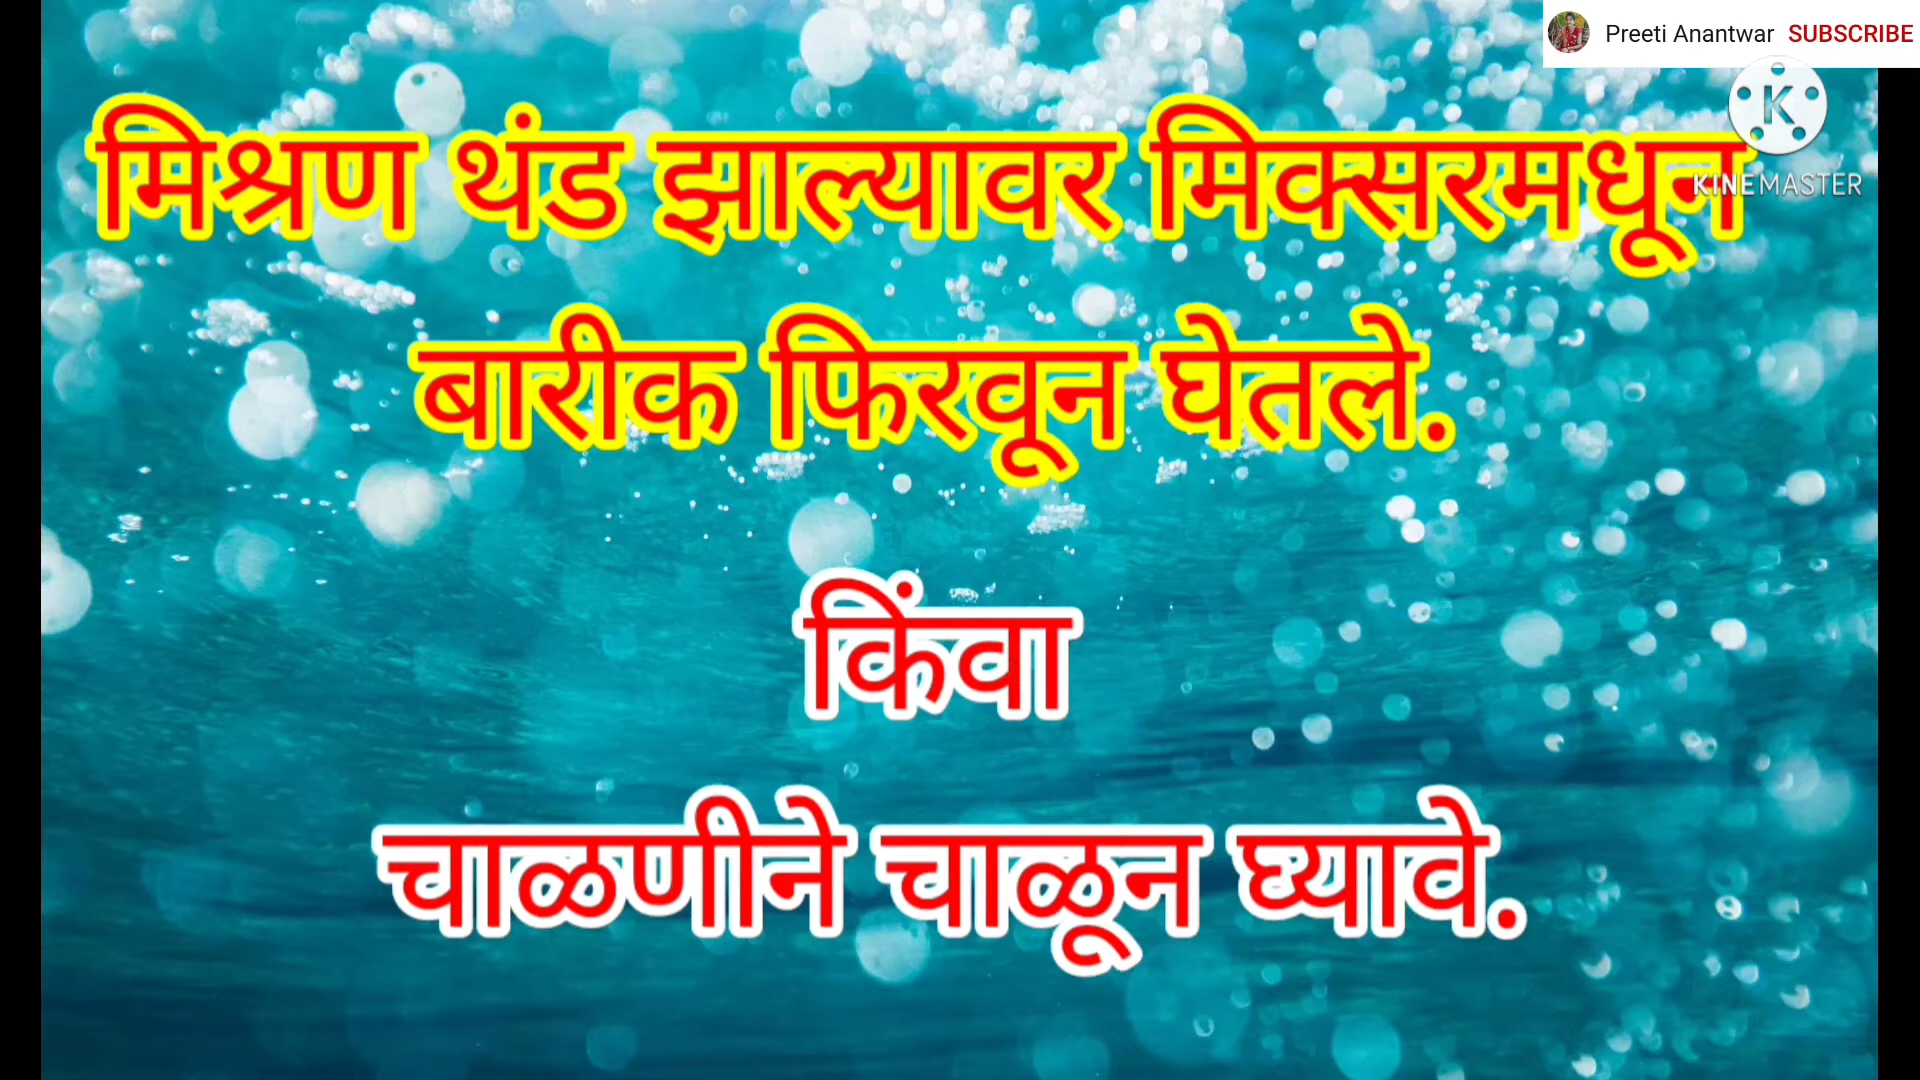 Preeti Anantwar SUBSCRIBE
K
KINEMASTER
मिश्रण थंड झाल्यावर मिक्सरमधून
बारीक फिरवून घेतले.
किंवा
चाळणीने चाळून घ्यावे.